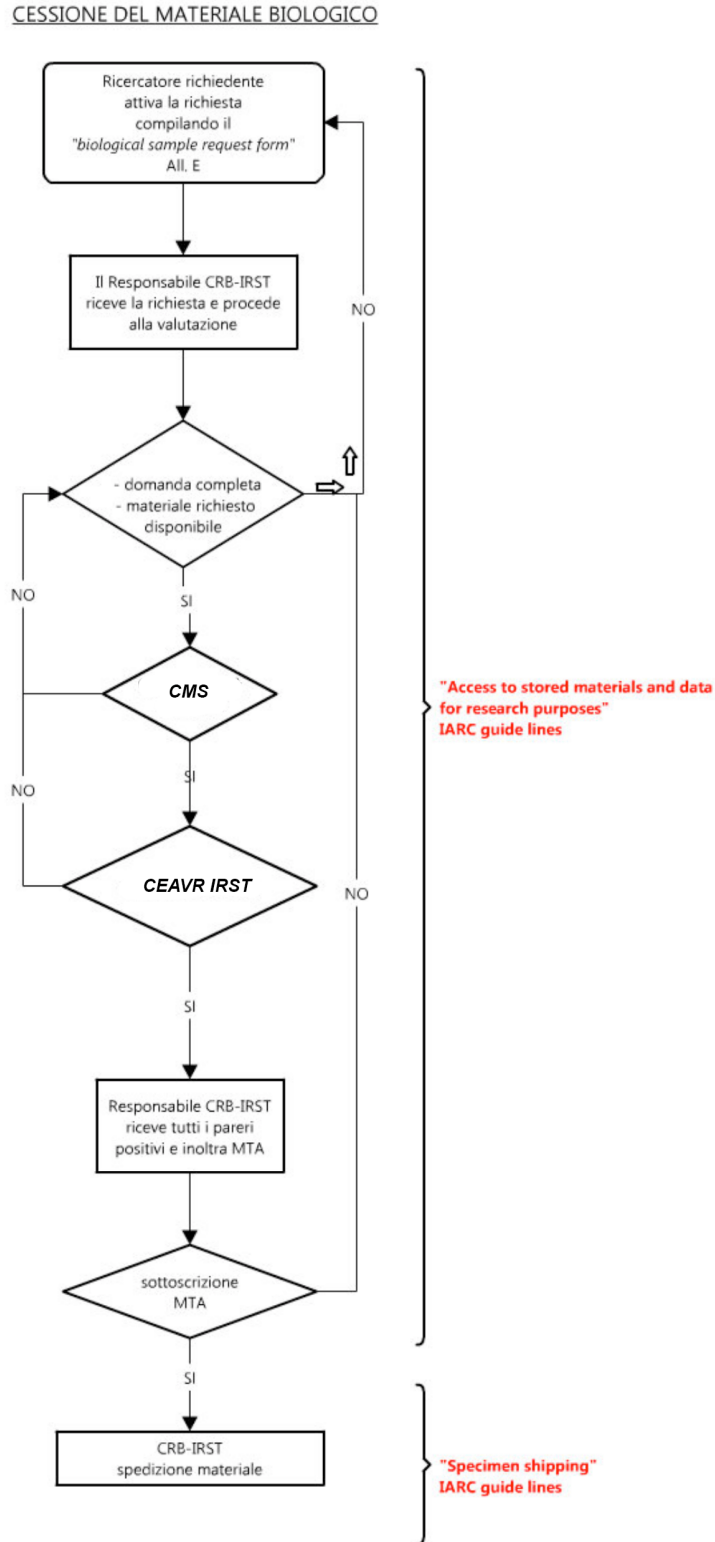 CESSIONE DEL MATERIALE BIOLOGICO
Ricercatore richiedente
attiva la richiesta
compilando il
"biological sample request form"
All. E
Il Responsabile CRB-IRST
riceve la richiesta e procede
alla valutazione
NO
- domanda completa
- materiale richiesto
disponibile
NO
SI
CMS
"Access to stored materials and data
for research purposes"
IARC guide lines
SI
NO
CEAVR IRST
NO
SI
Responsabile CRB-IRST
riceve tutti i pareri
positivi e inoltra MTA
sottoscrizione
MTA
SI
CRB-IRST
spedizione materiale
"Specimen shipping"
IARC guide lines